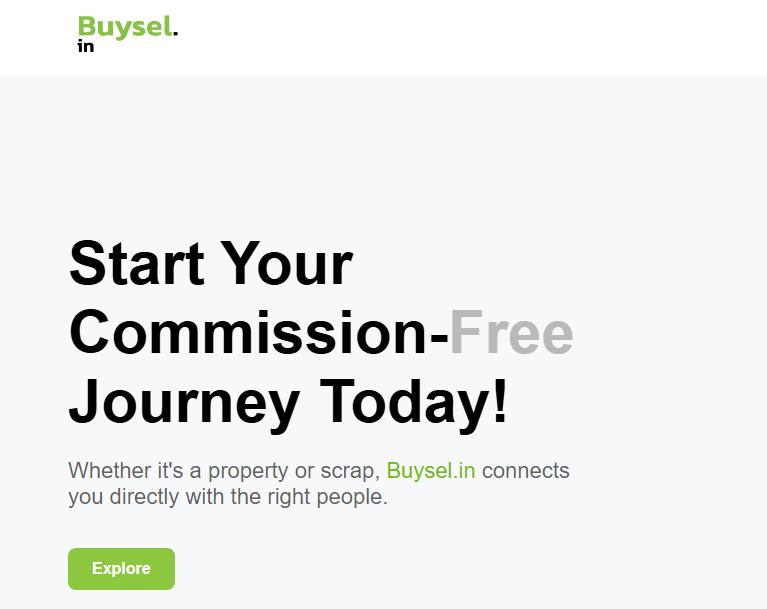 Buysel.
in
Start Your
Commission-Free
Journey Today!
Whether it's a property or scrap, Buysel.in connects
you directly with the right people.
Explore